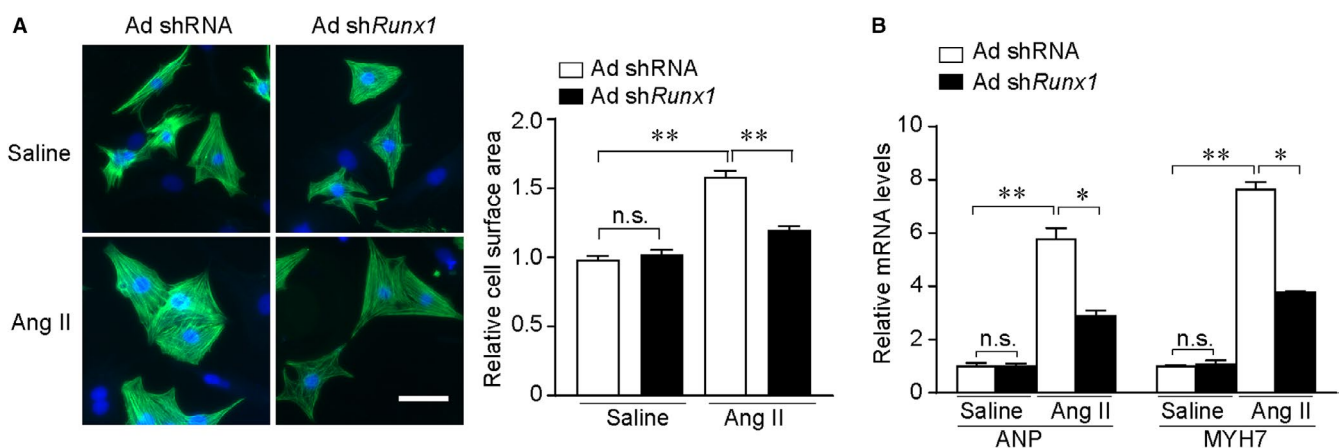 A
Ad shRNA
Ad shRunx1
Saline
Ang II
Ad shRNA
Ad shRunx1
Relative cell surface area
2.0
1.5
1.0
0.5
0
n.s.
**
**
Saline
Ang II
B
Ad shRNA
Ad shRunx1
Relative mRNA levels
10
8
6
4
2
0
n.s.
**
*
n.s.
**
*
Saline
Ang II
Saline
Ang II
ANP
MYH7